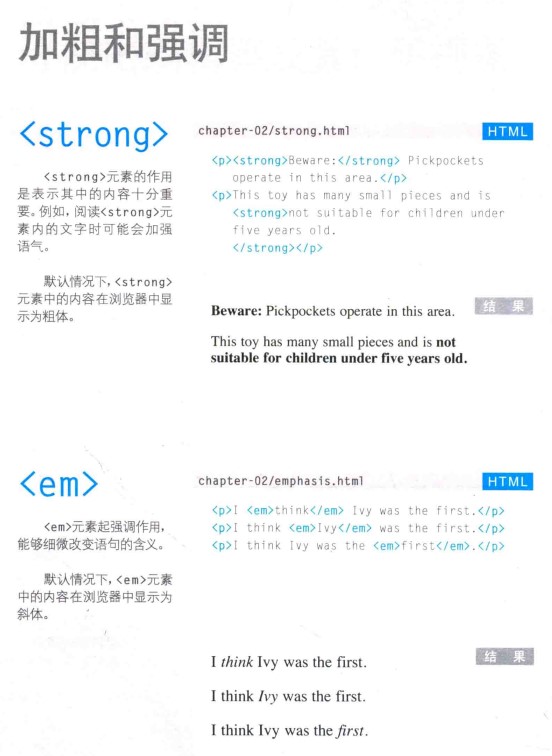 加粗和强调
<strong>
<strong>元素的作用
是表示其中的内容十分重
要。例如，阅读<strong>元
素内的文字时可能会加强
语气。
默认情况下，<strong>
元素中的内容在浏览器中显
示为粗体。
chapter-02/strong.html
HTML
<p><strong>Beware:</strong> Pickpockets
operate in this area.</p>
<p>This toy has many small pieces and is
<strong>not suitable for children under
five years old.
</strong></p>
结 果
Beware: Pickpockets operate in this area.
This toy has many small pieces and is not
suitable for children under five years old.
<em>
<em>元素起强调作用，
能够细微改变语句的含义。
默认情况下，<em>元素
中的内容在浏览器中显示为
斜体。
chapter-02/emphasis.html
HTML
<p>I <em>think</em> Ivy was the first.</p>
<p>I think <em>Ivy</em> was the first.</p>
<p>I think Ivy was the <em>first</em>.</p>
结 果
I think Ivy was the first.
I think Ivy was the first.
I think Ivy was the first.